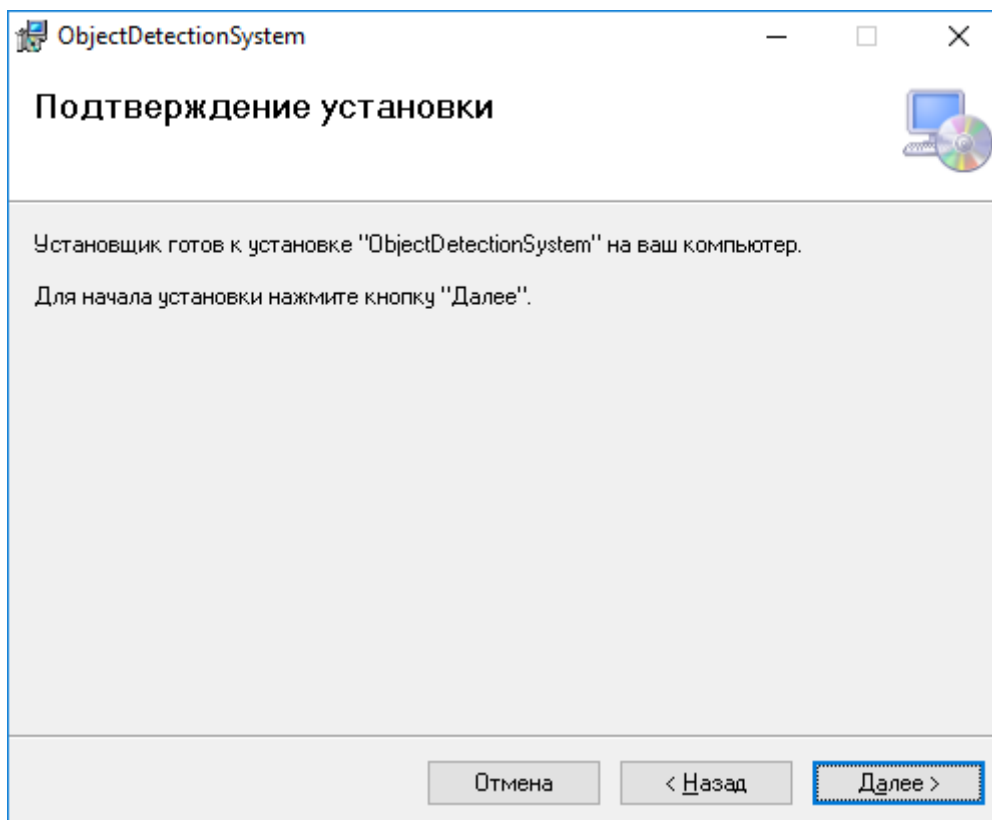 ObjectDetectionSystem
Подтверждение установки
Установщик готов к установке "ObjectDetectionSystem" на ваш компьютер.
Для начала установки нажмите кнопку "Далее".
Отмена
< Назад
Далее >